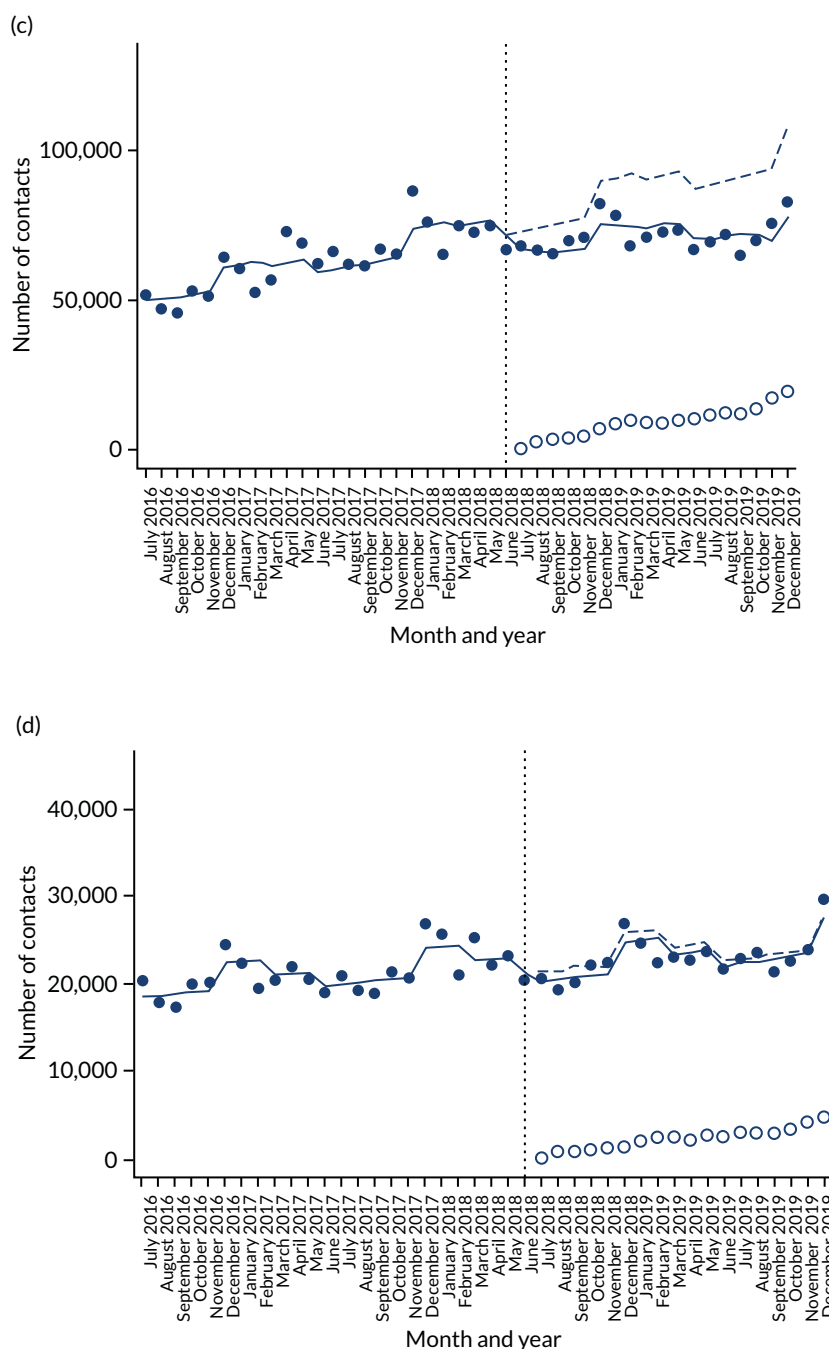 (c)
Number of contacts
100,000
50,000
0
July 2016
August 2016
September 2016
October 2016
November 2016
December 2016
January 2017
February 2017
March 2017
April 2017
May 2017
June 2017
July 2017
August 2017
September 2017
October 2017
November 2017
December 2017
January 2018
February 2018
March 2018
April 2018
May 2018
June 2018
July 2018
August 2018
September 2018
October 2018
November 2018
December 2018
January 2019
February 2019
March 2019
April 2019
May 2019
June 2019
July 2019
August 2019
September 2019
October 2019
November 2019
December 2019
Month and year
(d)
Number of contacts
40,000
30,000
20,000
10,000
0
July 2016
August 2016
September 2016
October 2016
November 2016
December 2016
January 2017
February 2017
March 2017
April 2017
May 2017
June 2017
July 2017
August 2017
September 2017
October 2017
November 2017
December 2017
January 2018
February 2018
March 2018
April 2018
May 2018
June 2018
July 2018
August 2018
September 2018
October 2018
November 2018
December 2018
January 2019
February 2019
March 2019
April 2019
May 2019
June 2019
July 2019
August 2019
September 2019
October 2019
November 2019
December 2019
Month and year